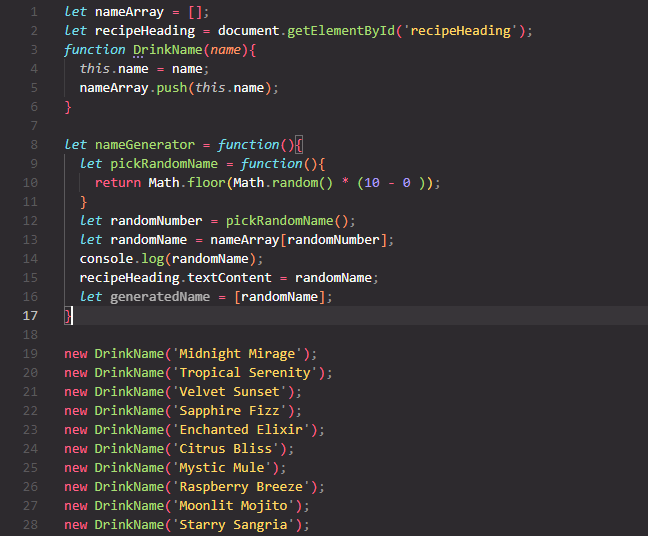 1 let nameArray = [];
2 let recipeHeading = document.getElementById('recipeHeading');
3 function DrinkName(name){
4   this.name = name;
5   nameArray.push(this.name);
6 }
7
8 let nameGenerator = function(){
9   let pickRandomName = function(){
10     return Math.floor(Math.random() * (10 - 0 ));
11   }
12   let randomNumber = pickRandomName();
13   let randomName = nameArray[randomNumber];
14   console.log(randomName);
15   recipeHeading.textContent = randomName;
16   let generatedName = [randomName];
17 }
18
19 new DrinkName('Midnight Mirage');
20 new DrinkName('Tropical Serenity');
21 new DrinkName('Velvet Sunset');
22 new DrinkName('Sapphire Fizz');
23 new DrinkName('Enchanted Elixir');
24 new DrinkName('Citrus Bliss');
25 new DrinkName('Mystic Mule');
26 new DrinkName('Raspberry Breeze');
27 new DrinkName('Moonlit Mojito');
28 new DrinkName('Starry Sangria');